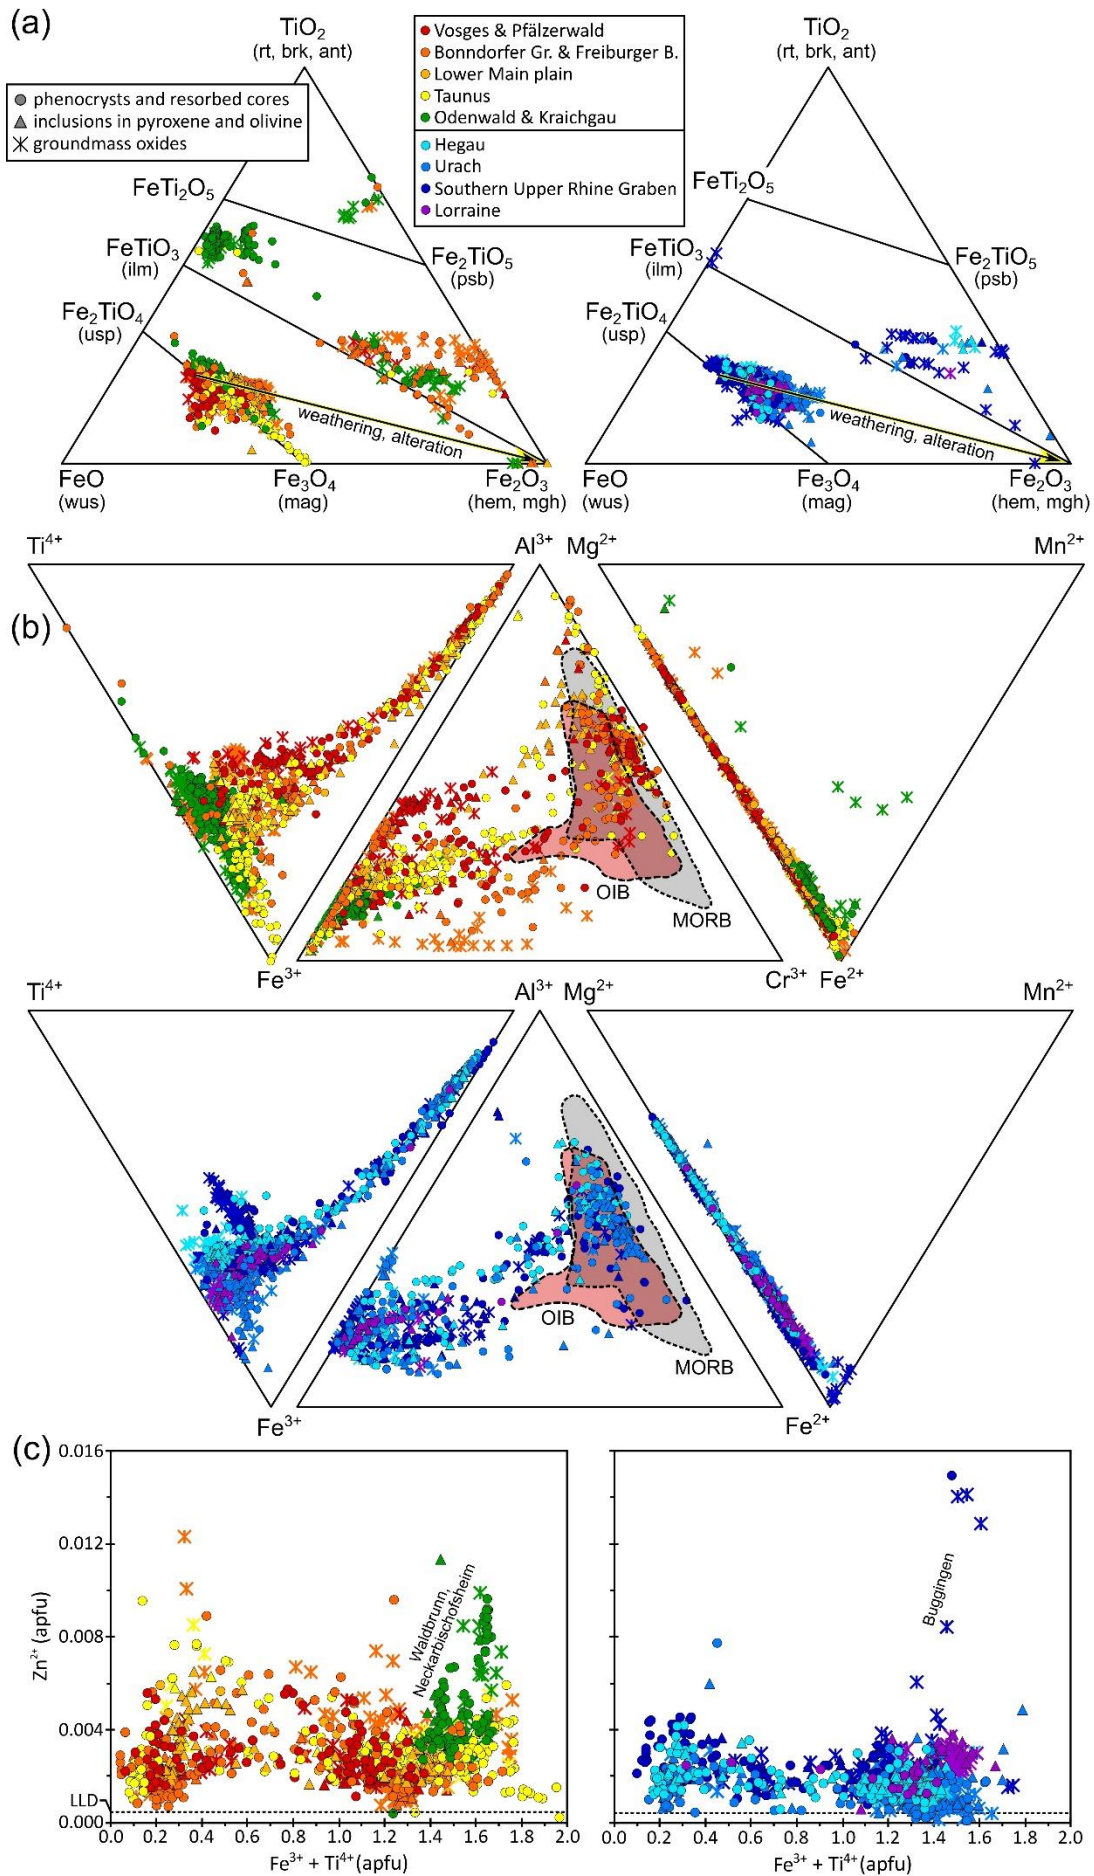 (a)
TiO2
(rt, brk, ant)
phenocrysts and resorbed cores
inclusions in pyroxene and olivine
groundmass oxides
Vosges & Pfälzerwald
Bonndorfer Gr. & Freiburger B.
Lower Main plain
Taunus
Odenwald & Kraichgau
Hegau
Urach
Southern Upper Rhine Graben
Lorraine
TiO2
(rt, brk, ant)
FeTi2O5
FeTiO3
(ilm)
Fe2TiO4
(usp)
Fe2TiO5
(psb)
weathering, alteration
FeO
(wus)
Fe3O4
(mag)
Fe2O3
(hem, mgh)
FeTi2O5
FeTiO3
(ilm)
Fe2TiO4
(usp)
Fe2TiO5
(psb)
weathering, alteration
FeO
(wus)
Fe3O4
(mag)
Fe2O3
(hem, mgh)
(b)
Ti4+
Al3+
Mg2+
Mn2+
OIB
MORB
Fe3+
Cr3+
Fe2+
Ti4+
Al3+
Mg2+
Mn2+
OIB
MORB
Fe3+
Fe2+
(c)
Zn2+ (apfu)
0.016
0.012
0.008
0.004
LLD
0.000
Waldbrunn,
Neckarbischofsheim
0.0 0.2 0.4 0.6 0.8 1.0 1.2 1.4 1.6 1.8 2.0
Fe3+ + Ti4+ (apfu)
Buggingen
0.0 0.2 0.4 0.6 0.8 1.0 1.2 1.4 1.6 1.8 2.0
Fe3+ + Ti4+ (apfu)